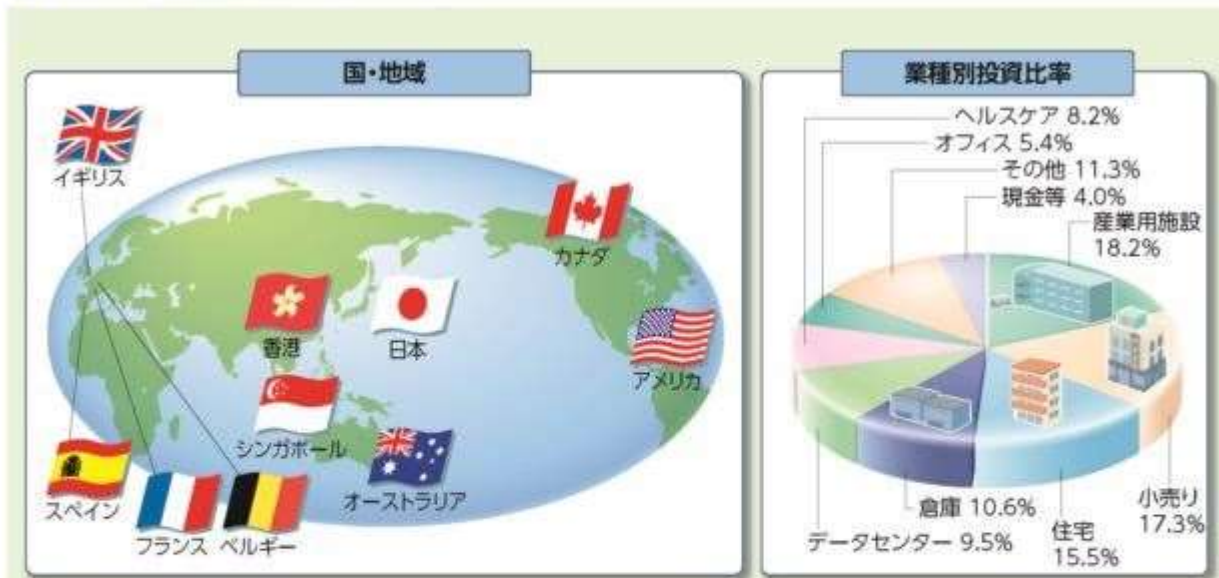 国・地域
イギリス
カナダ
香港
日本
アメリカ
シンガポール
オーストラリア
スペイン
フランス
ベルギー
業種別投資比率
ヘルスケア 8.2%
オフィス 5.4%
その他 11.3%
現金等 4.0%
産業用施設
18.2%
小売り
17.3%
住宅
15.5%
倉庫 10.6%
データセンター 9.5%